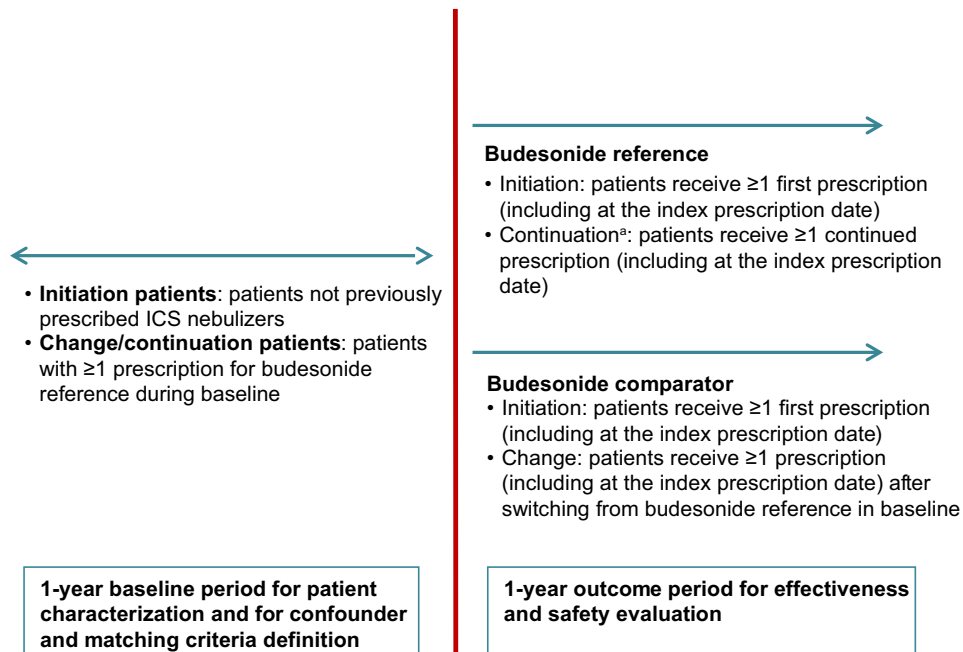 Budesonide reference
• Initiation: patients receive ≥1 first prescription
(including at the index prescription date)
• Continuationᵃ: patients receive ≥1 continued
prescription (including at the index prescription
date)
• Initiation patients: patients not previously
prescribed ICS nebulizers
• Change/continuation patients: patients
with ≥1 prescription for budesonide
reference during baseline
Budesonide comparator
• Initiation: patients receive ≥1 first prescription
(including at the index prescription date)
• Change: patients receive ≥1 prescription
(including at the index prescription date) after
switching from budesonide reference in baseline
1-year baseline period for patient
characterization and for confounder
and matching criteria definition
1-year outcome period for effectiveness
and safety evaluation